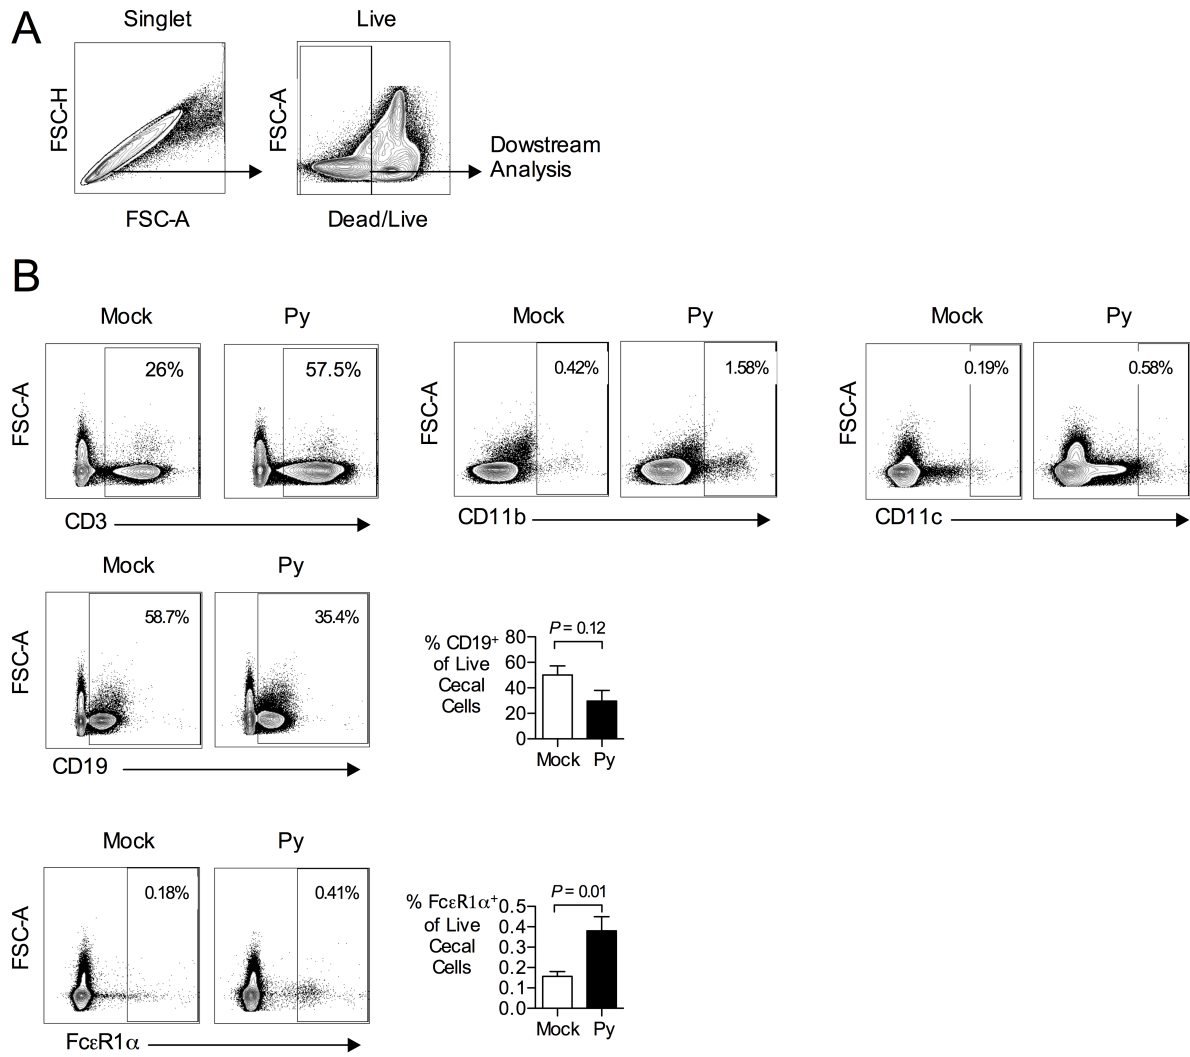 A
Singlet
Live
FSC-H
FSC-A
FSC-A
Dead/Live
Dowstream
Analysis
B
Mock
Py
Mock
Py
Mock
Py
FSC-A
26%
57.5%
FSC-A
0.42%
1.58%
FSC-A
0.19%
0.58%
CD3
CD11b
CD11c
Mock
Py
FSC-A
58.7%
35.4%
CD19
% CD19+
of Live
Cecal
Cells
P = 0.12
80
60
40
20
0
Mock
Py
Mock
Py
FSC-A
0.18%
0.41%
FcεR1α
% FcεR1α+
of Live
Cecal
Cells
P = 0.01
0.5
0.4
0.3
0.2
0.1
0.0
Mock
Py